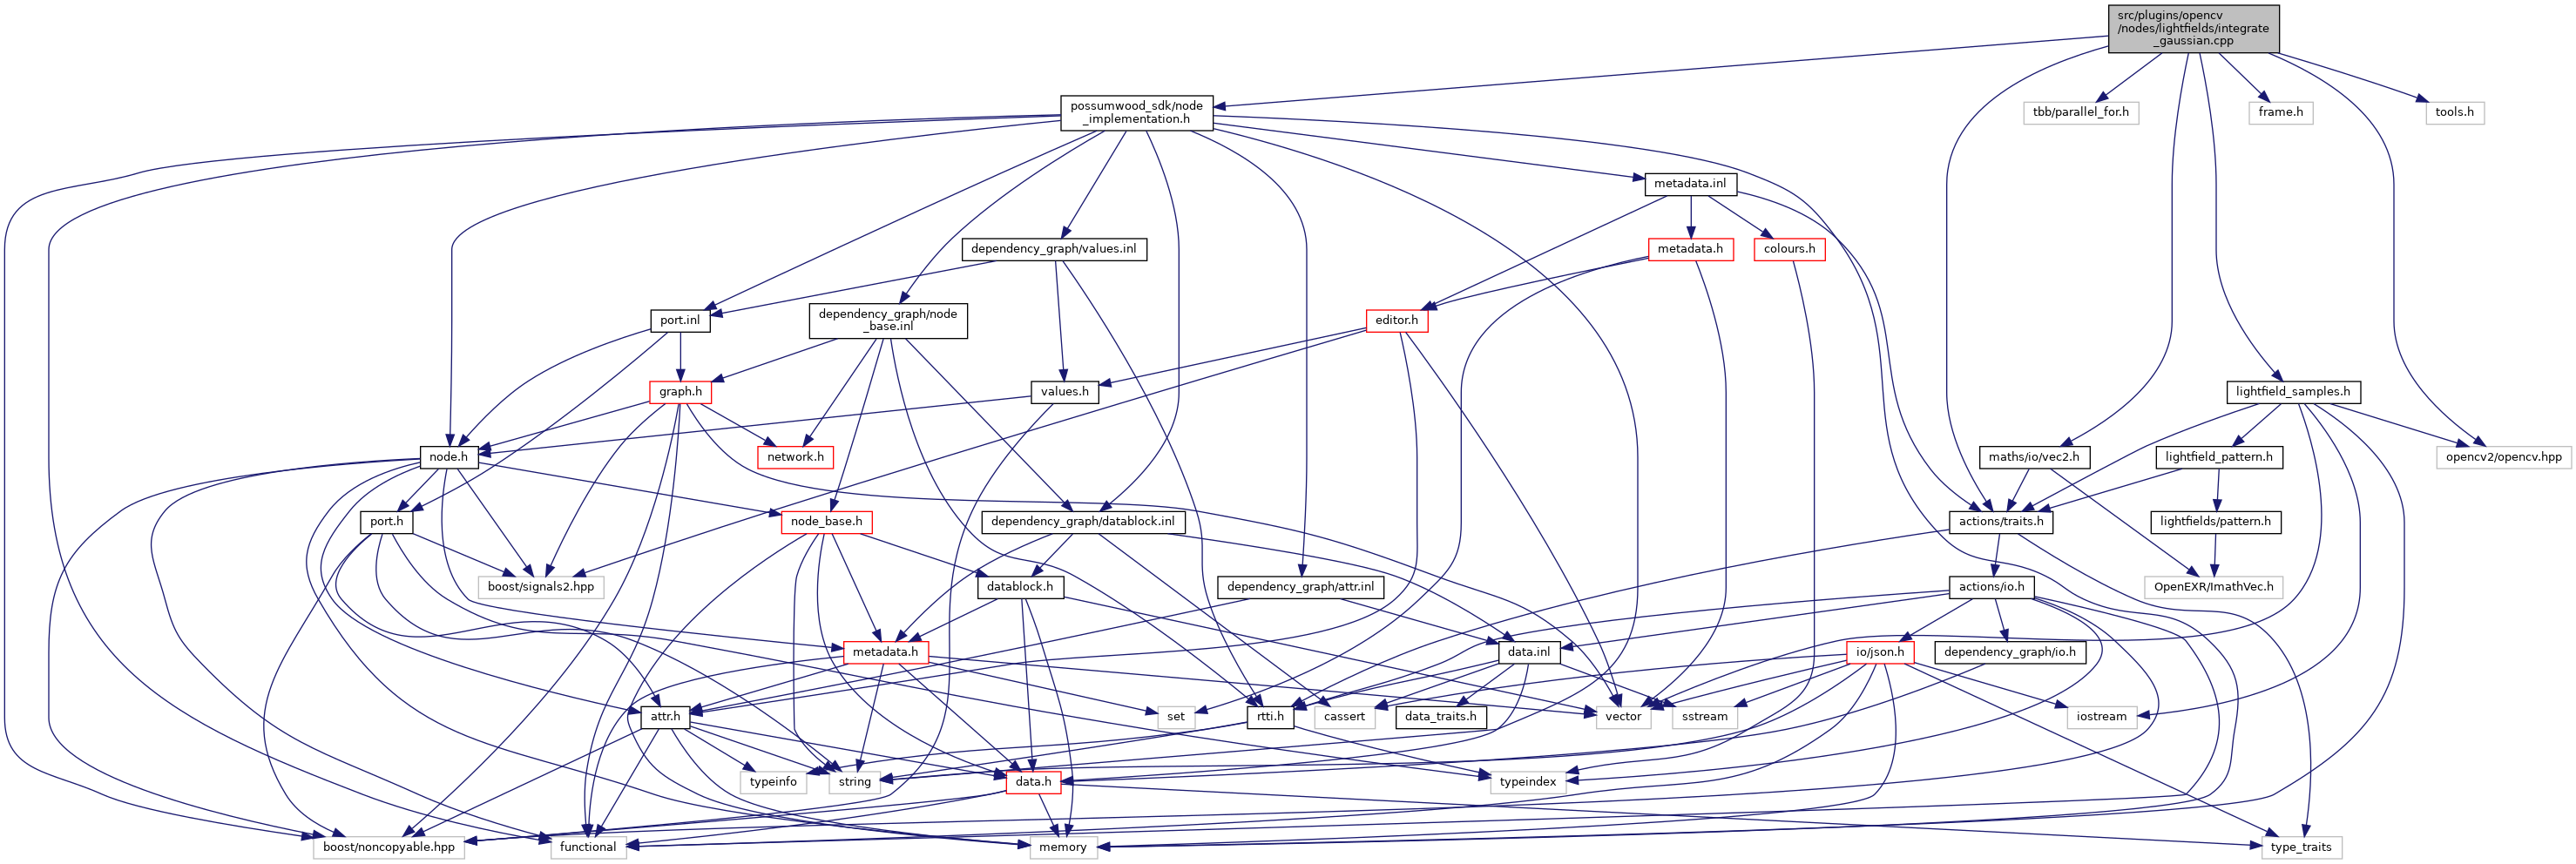 src/plugins/opencv
/nodes/lightfields/integrate
_gaussian.cpp
possumwood_sdk/node
_implementation.h
tbb/parallel_for.h
frame.h
tools.h
metadata.inl
dependency_graph/values.inl
metadata.h
colours.h
port.inl
dependency_graph/node
_base.inl
editor.h
graph.h
values.h
lightfield_samples.h
node.h
network.h
maths/io/vec2.h
lightfield_pattern.h
opencv2/opencv.hpp
port.h
node_base.h
dependency_graph/datablock.inl
actions/traits.h
lightfields/pattern.h
boost/signals2.hpp
datablock.h
dependency_graph/attr.inl
actions/io.h
OpenEXR/ImathVec.h
metadata.h
data.inl
io/json.h
dependency_graph/io.h
attr.h
set
rtti.h
cassert
data_traits.h
vector
sstream
iostream
typeinfo
string
data.h
typeindex
boost/noncopyable.hpp
functional
memory
type_traits